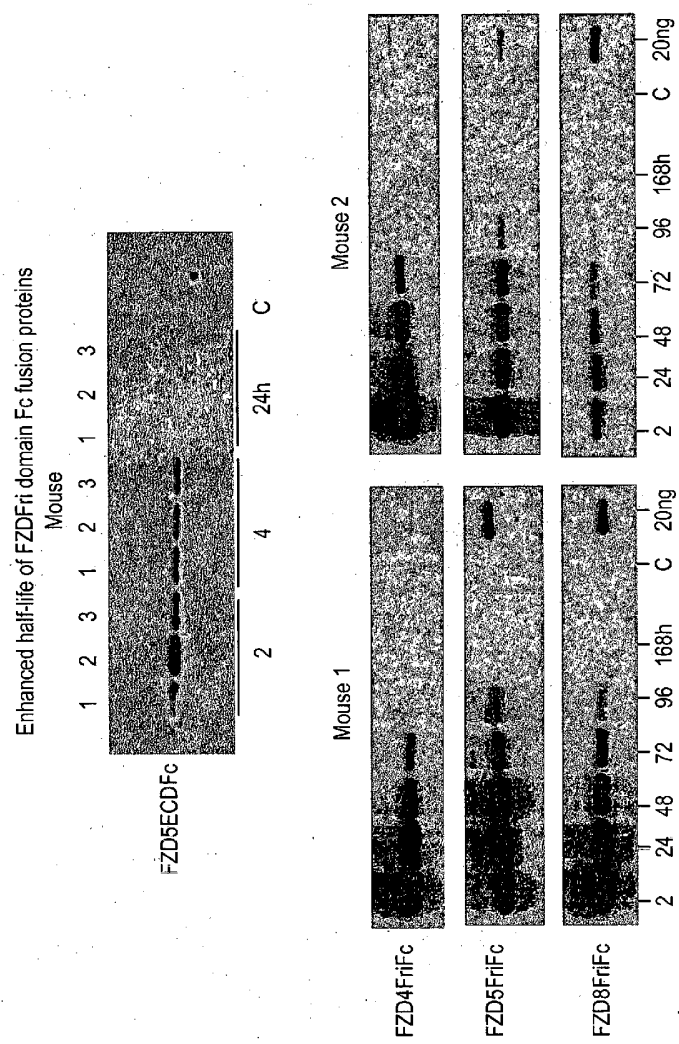 Enhanced half-life of FZDFri domain Fc fusion proteins
Mouse
1 2 3 1 2 3 1 2 3
FZD5ECDFc
2 4 24h C
Mouse 1 Mouse 2
FZD4FriFc
FZD5FriFc
FZD8FriFc
2 24 48 72 96 168h C 20ng 2 24 48 72 96 168h C 20ng